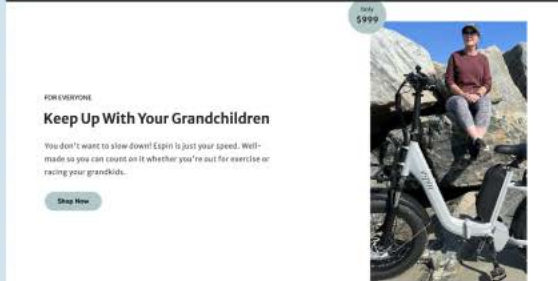 Only
$999
FOR EVERYONE
Keep Up With Your Grandchildren
You don't want to slow down! Espin is just your speed. Well-
made so you can count on it whether you're out for exercise or
racing your grandkids.
Shop Now
espin